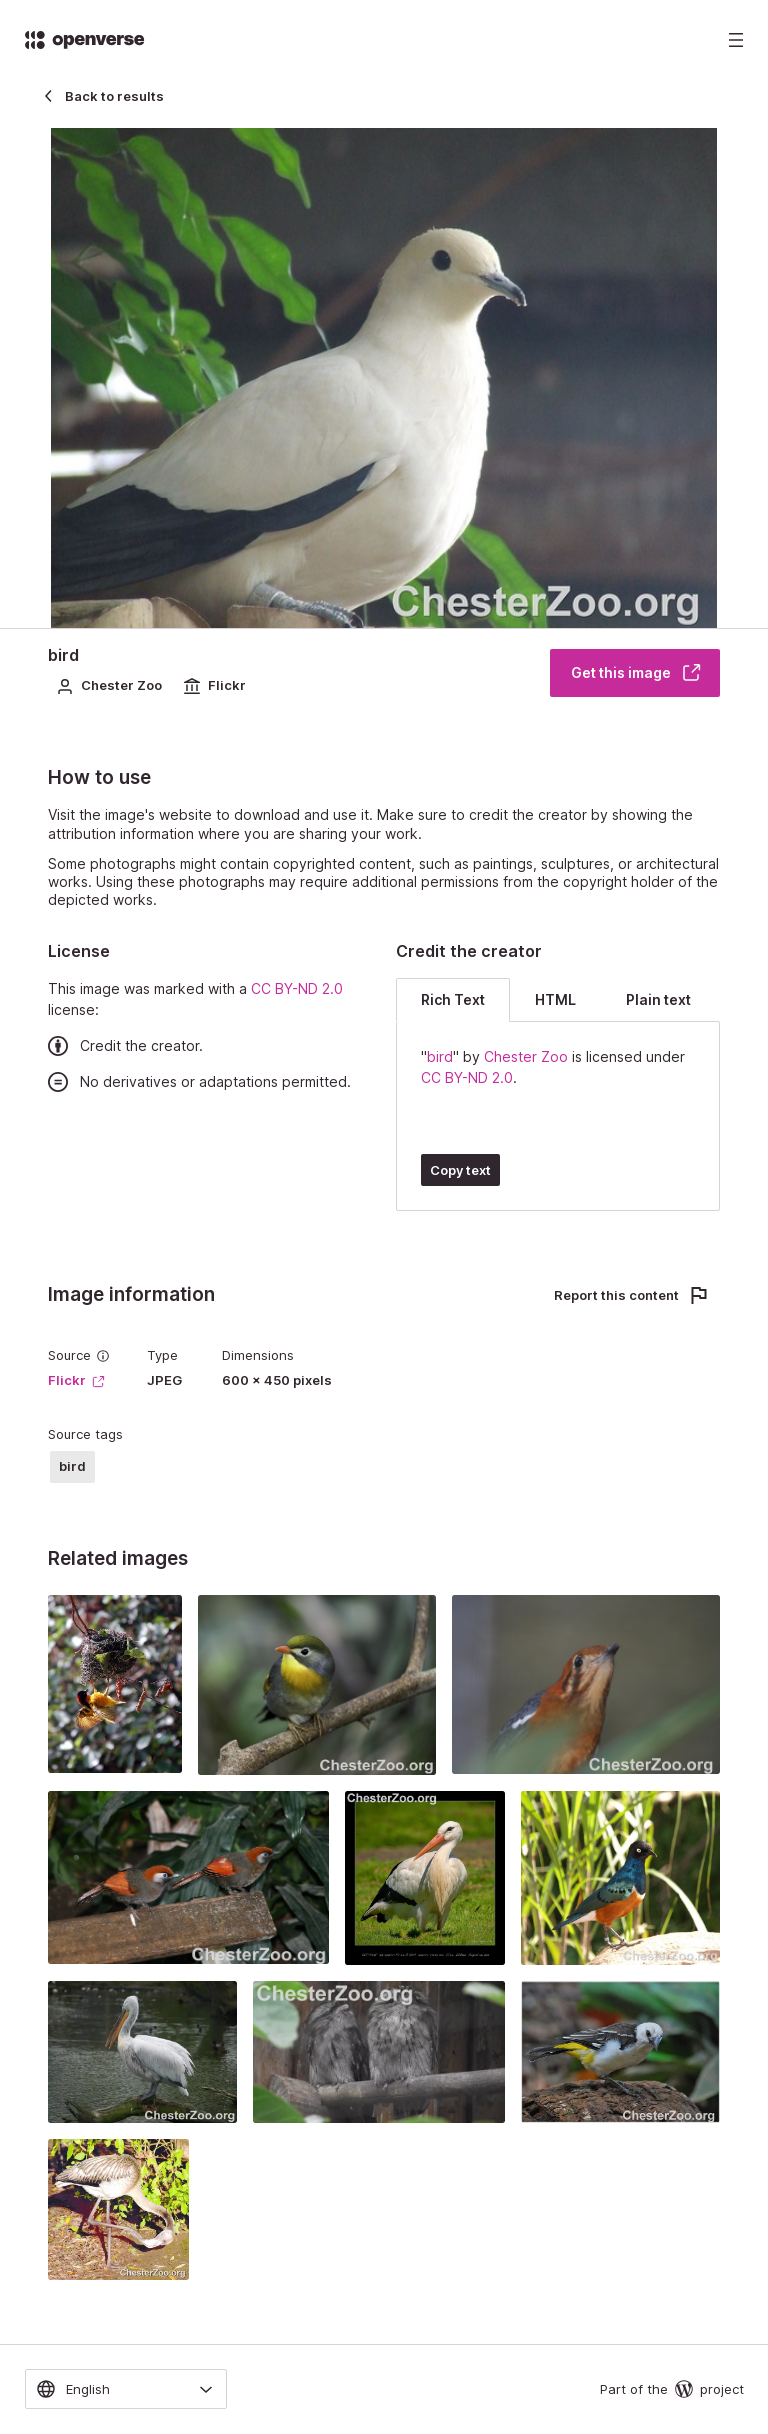 openverse
Back to results
ChesterZoo.org
bird
Chester Zoo
Flickr
Get this image
How to use
Visit the image's website to download and use it. Make sure to credit the creator by showing the
attribution information where you are sharing your work.
Some photographs might contain copyrighted content, such as paintings, sculptures, or architectural
works. Using these photographs may require additional permissions from the copyright holder of the
depicted works.
License
This image was marked with a CC BY-ND 2.0
license:
Credit the creator.
No derivatives or adaptations permitted.
Credit the creator
Rich Text
HTML
Plain text
"bird" by Chester Zoo is licensed under
CC BY-ND 2.0.
Copy text
Image information
Report this content
Source
Type
Dimensions
Flickr
JPEG
600 × 450 pixels
Source tags
bird
Related images
ChesterZoo.org
ChesterZoo.org
ChesterZoo.org
ChesterZoo.org
ChesterZoo.org
ChesterZoo.org
ChesterZoo.org
ChesterZoo.org
ChesterZoo.org
English
Part of the
project